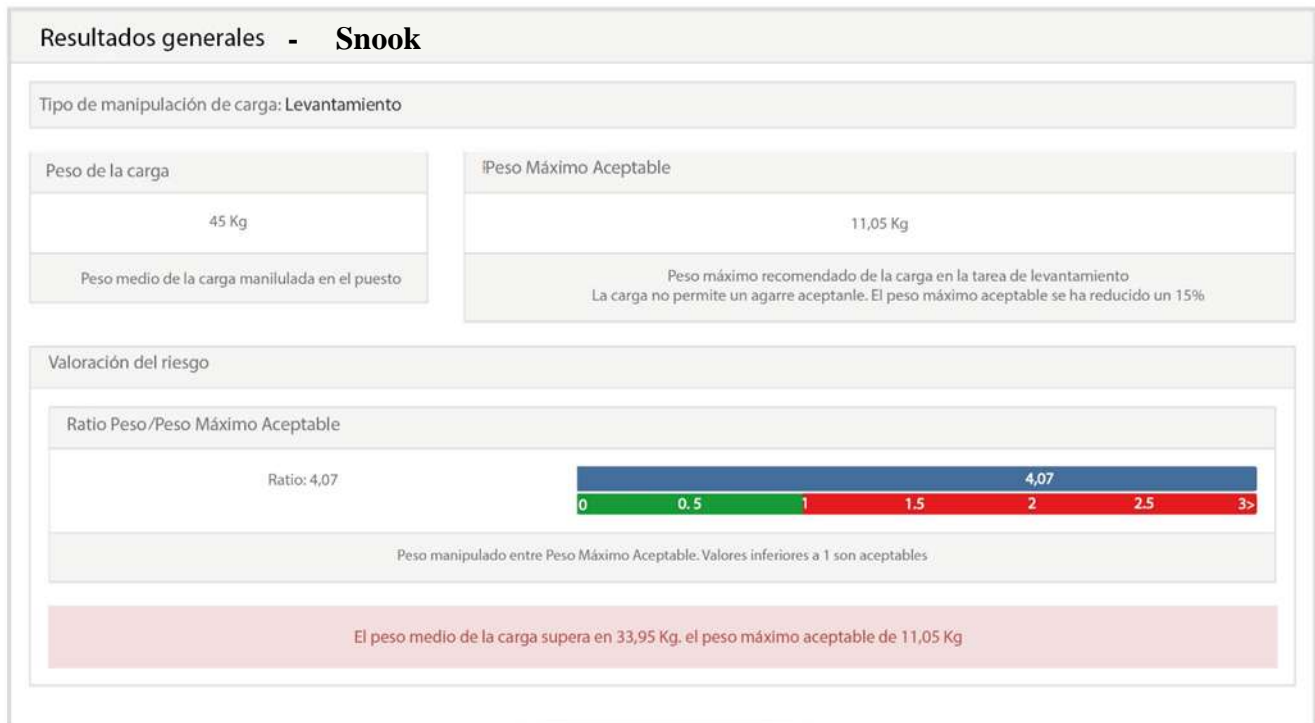 Resultados generales - Snook
Tipo de manipulación de carga: Levantamiento
Peso de la carga
45 Kg
Peso medio de la carga manilulada en el puesto
Peso Máximo Aceptable
11,05 Kg
Peso máximo recomendado de la carga en la tarea de levantamiento
La carga no permite un agarre aceptanle. El peso máximo aceptable se ha reducido un 15%
Valoración del riesgo
Ratio Peso/Peso Máximo Aceptable
Ratio: 4,07
4,07
0 0. 5 1 1.5 2 2.5 3>
Peso manipulado entre Peso Máximo Aceptable. Valores inferiores a 1 son aceptables
El peso medio de la carga supera en 33,95 Kg. el peso máximo aceptable de 11,05 Kg